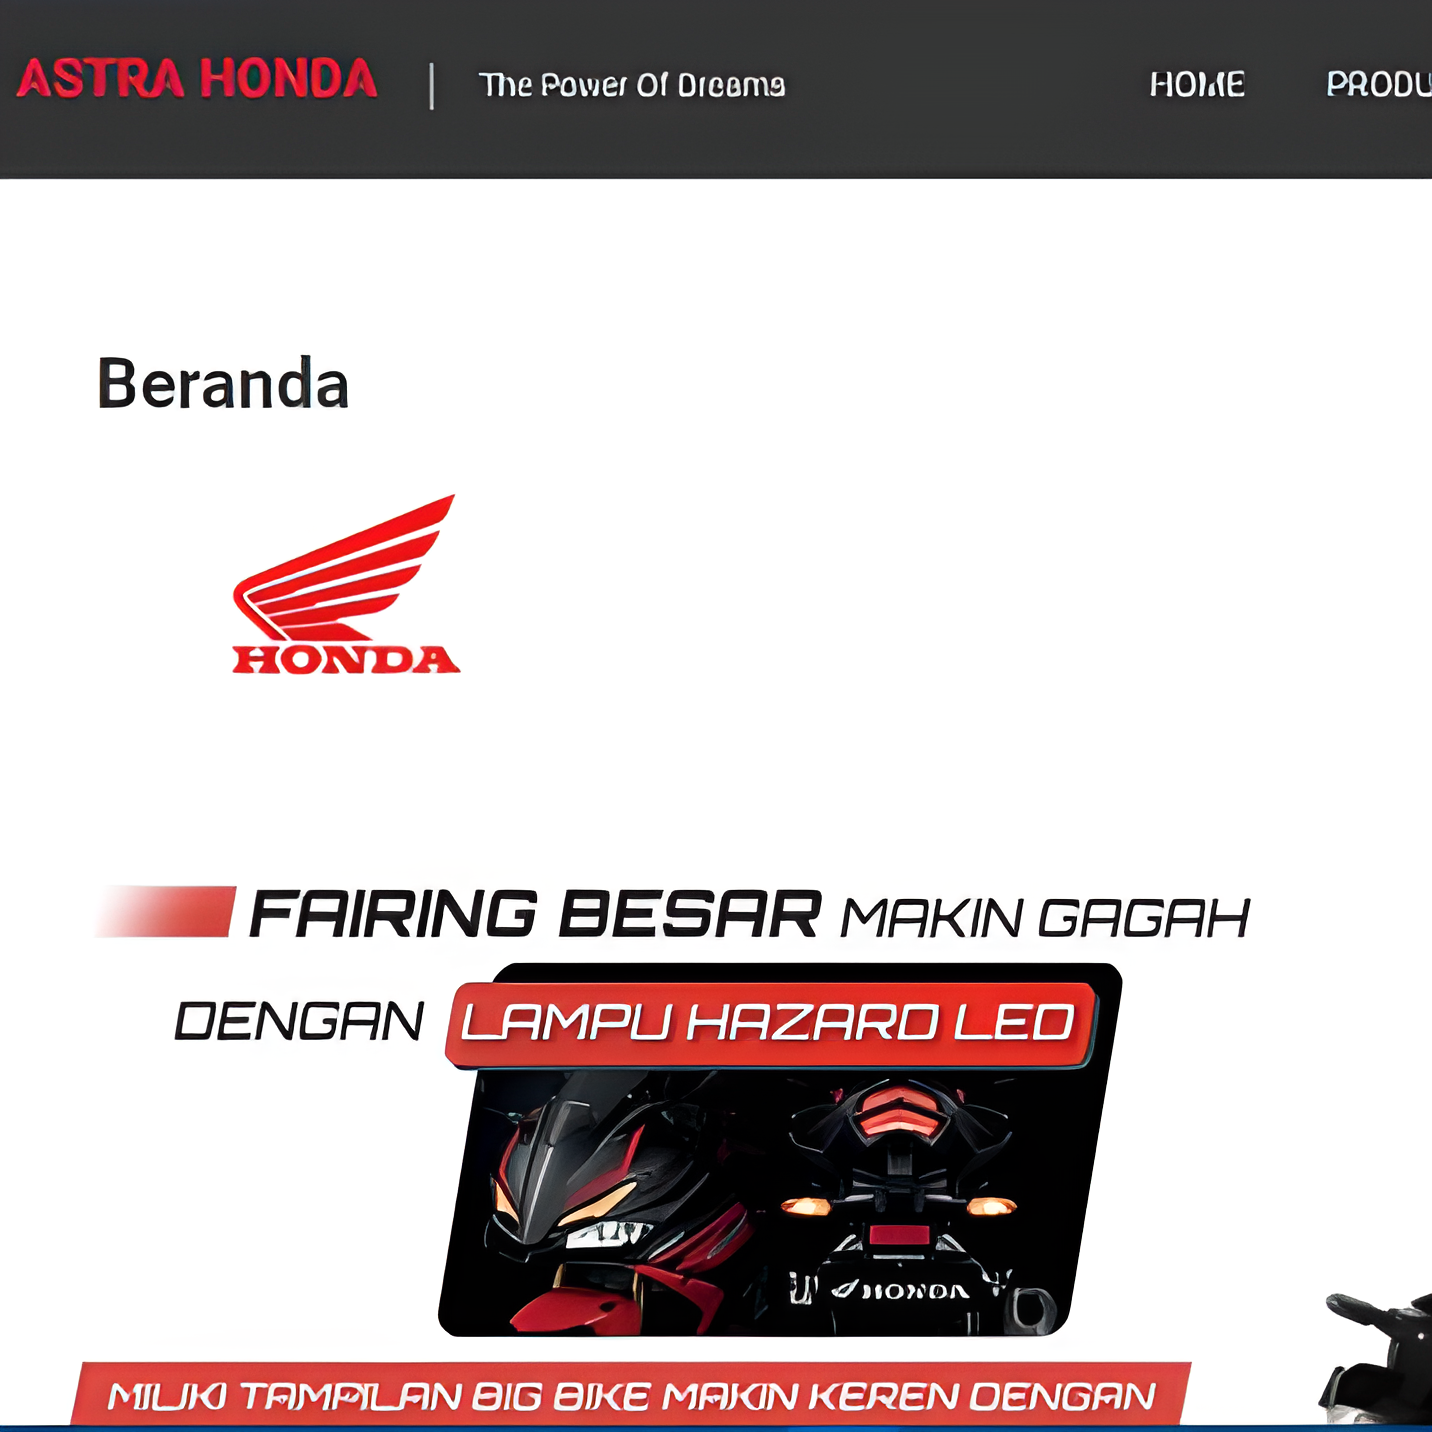 ASTRA HONDA | The Power Of Dreams HOME PRODU
Beranda
HONDA
FAIRING BESAR MAKIN GAGAH
DENGAN LAMPU HAZARD LED
HONDA
MILIKI TAMPILAN BIG BIKE MAKIN KEREN DENGAN